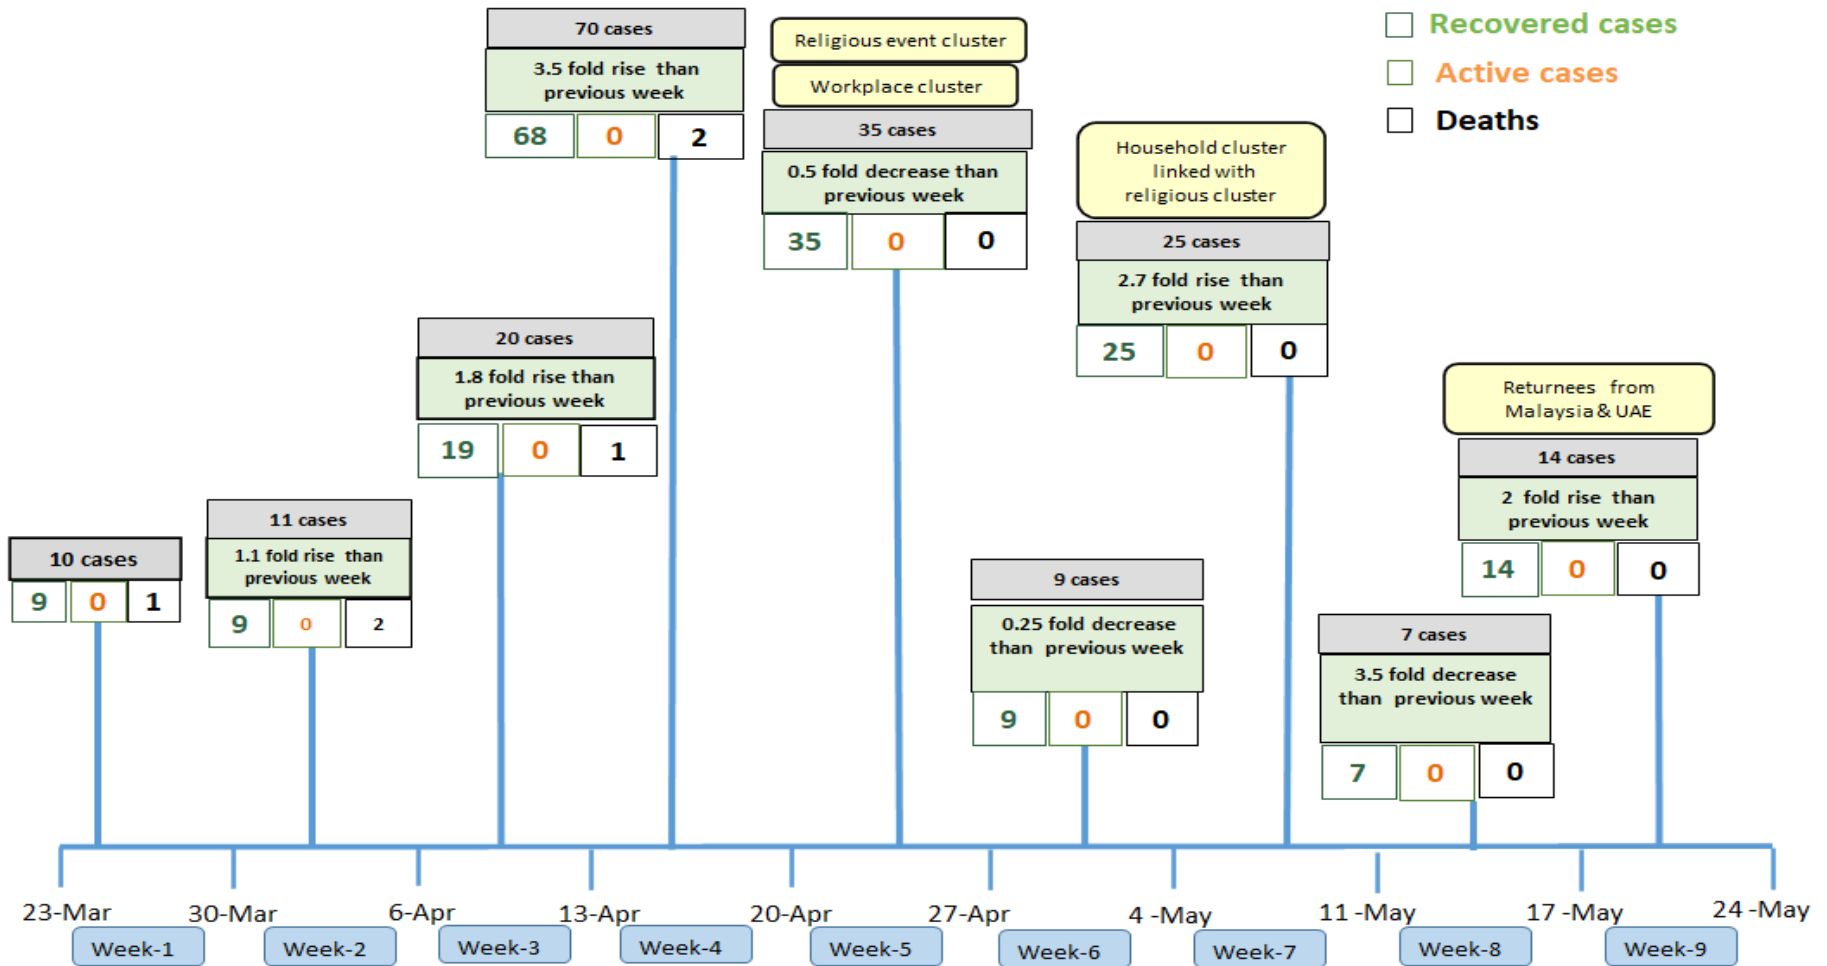 Recovered cases
Active cases
Deaths
10 cases
9 0 1
11 cases
1.1 fold rise than
previous week
9 0 2
20 cases
1.8 fold rise than
previous week
19 0 1
70 cases
3.5 fold rise than
previous week
68 0 2
Religious event cluster
Workplace cluster
35 cases
0.5 fold decrease than
previous week
35 0 0
9 cases
0.25 fold decrease
than previous week
9 0 0
Household cluster
linked with
religious cluster
25 cases
2.7 fold rise than
previous week
25 0 0
7 cases
3.5 fold decrease
than previous week
7 0 0
Returnees from
Malaysia & UAE
14 cases
2 fold rise than
previous week
14 0 0
23-Mar 30-Mar 6-Apr 13-Apr 20-Apr 27-Apr 4 -May 11 -May 17 -May 24 -May
Week-1 Week-2 Week-3 Week-4 Week-5 Week-6 Week-7 Week-8 Week-9